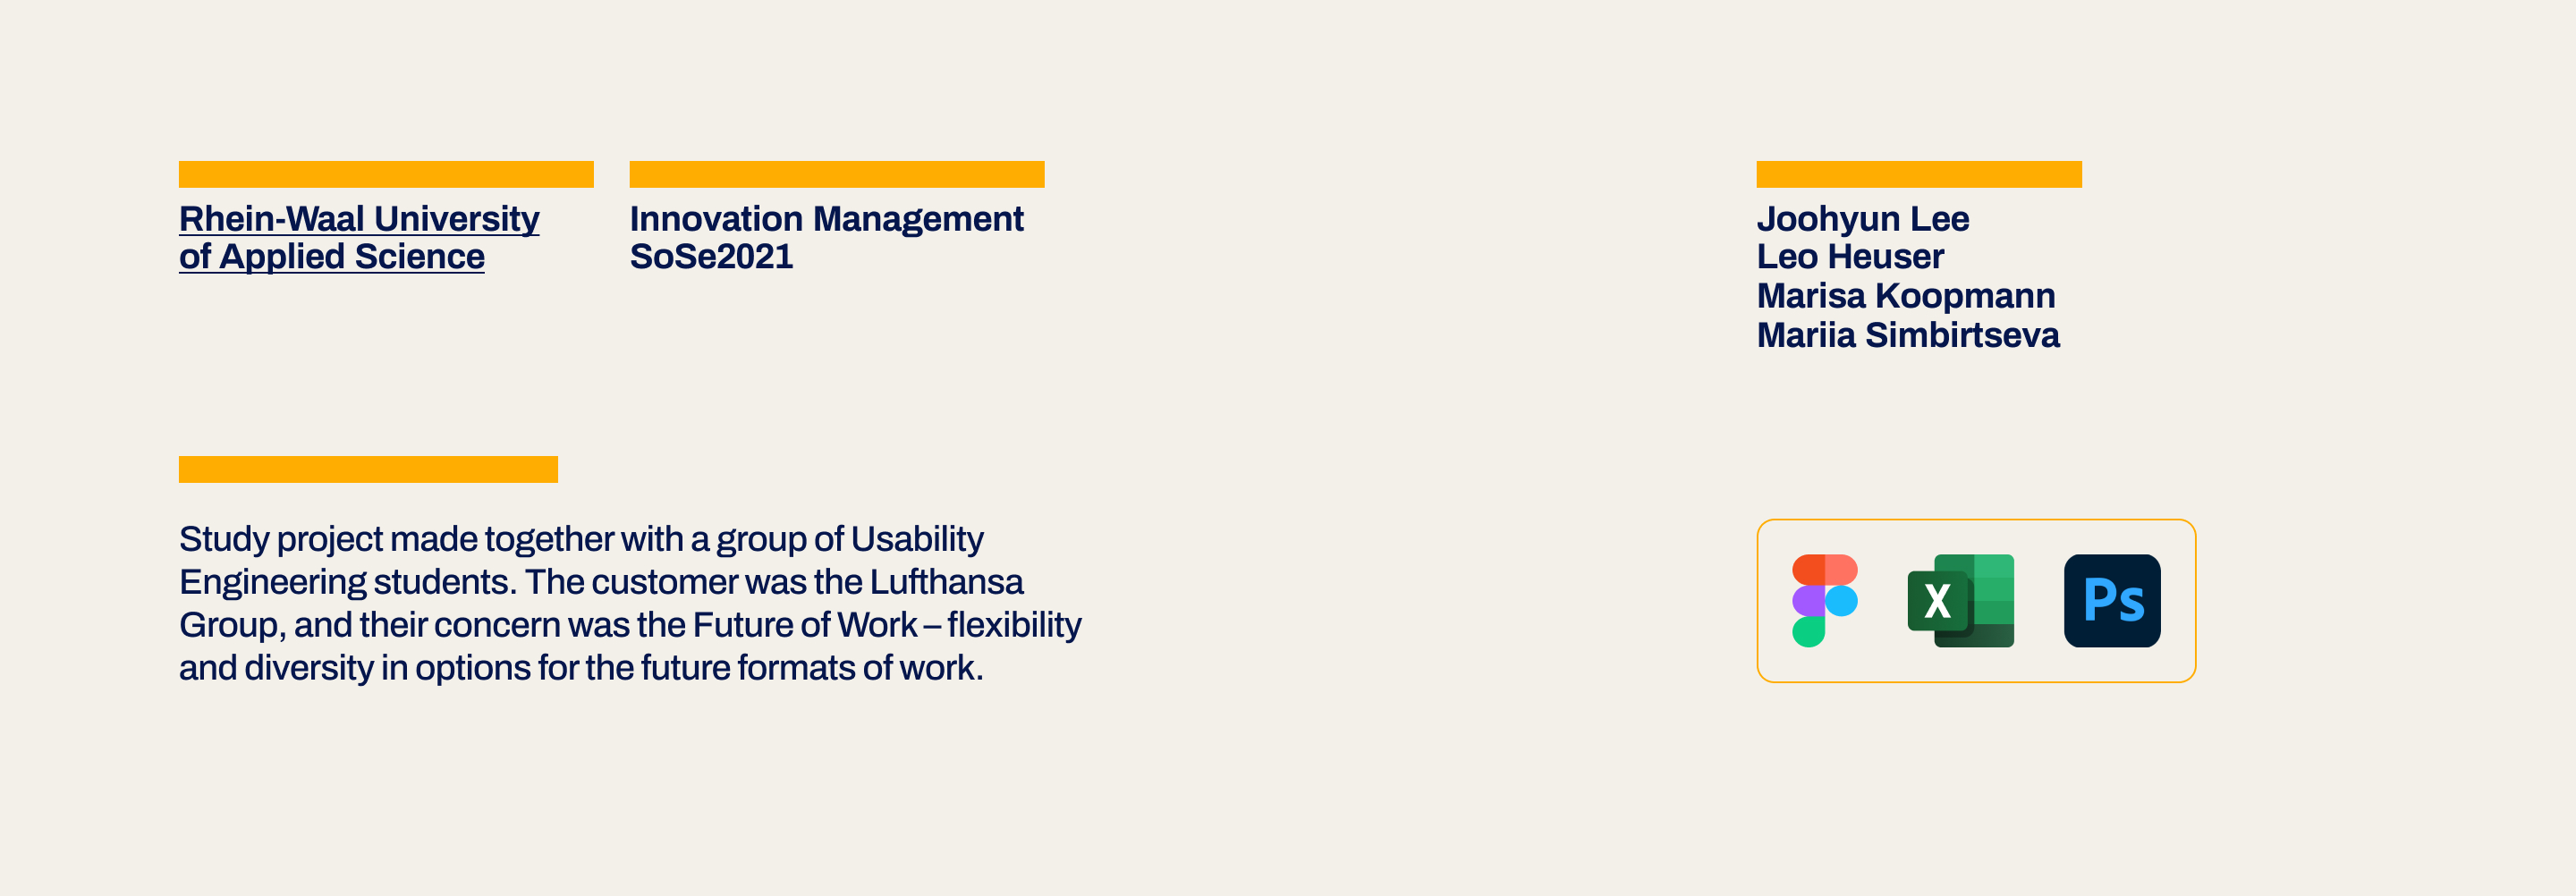 Rhein-Waal University
of Applied Science
Innovation Management
SoSe2021
Joohyun Lee
Leo Heuser
Marisa Koopmann
Mariia Simbirtseva
Study project made together with a group of Usability
Engineering students. The customer was the Lufthansa
Group, and their concern was the Future of Work – flexibility
and diversity in options for the future formats of work.
X
Ps